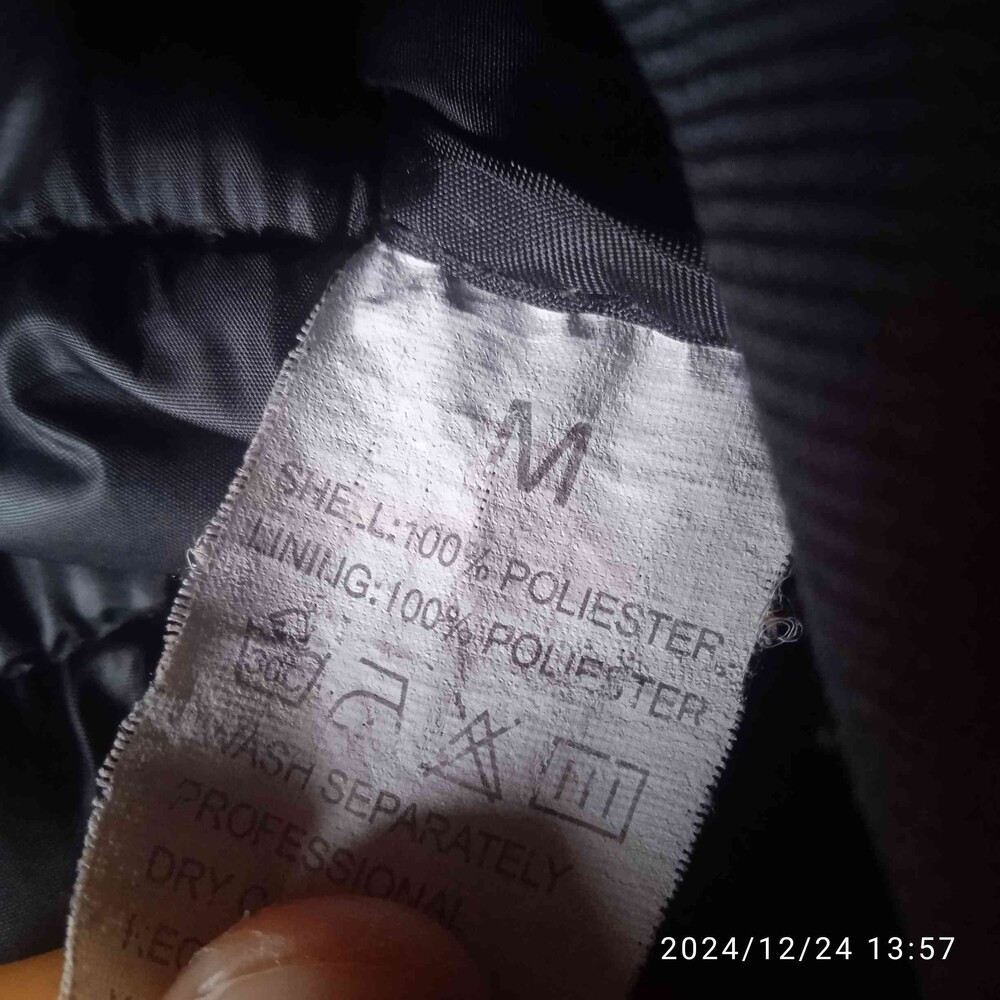 M
SHELL:100% POLIESTER
LINING:100% POLIESTER
30
WASH SEPARATELY
PROFESSIONAL
DRY
2024/12/24 13:57